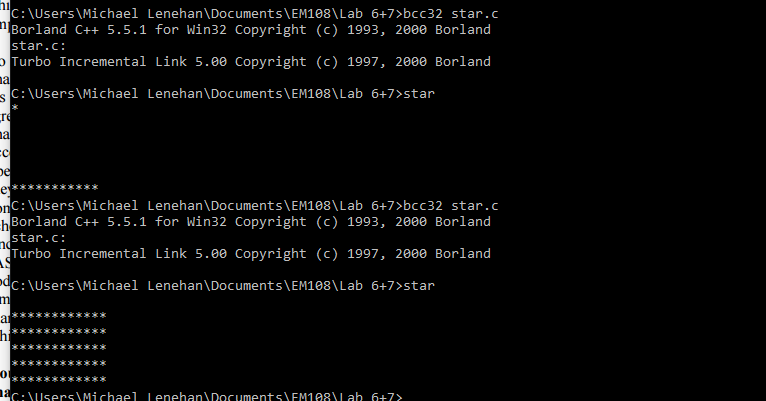 C:\Users\Michael Lenehan\Documents\EM108\Lab 6+7>bcc32 star.c
Borland C++ 5.5.1 for Win32 Copyright (c) 1993, 2000 Borland
star.c:
Turbo Incremental Link 5.00 Copyright (c) 1997, 2000 Borland
C:\Users\Michael Lenehan\Documents\EM108\Lab 6+7>star
*
***********
C:\Users\Michael Lenehan\Documents\EM108\Lab 6+7>bcc32 star.c
Borland C++ 5.5.1 for Win32 Copyright (c) 1993, 2000 Borland
star.c:
Turbo Incremental Link 5.00 Copyright (c) 1997, 2000 Borland
C:\Users\Michael Lenehan\Documents\EM108\Lab 6+7>star
************
************
************
************
************
C:\Users\Michael Lenehan\Documents\EM108\Lab 6+7>